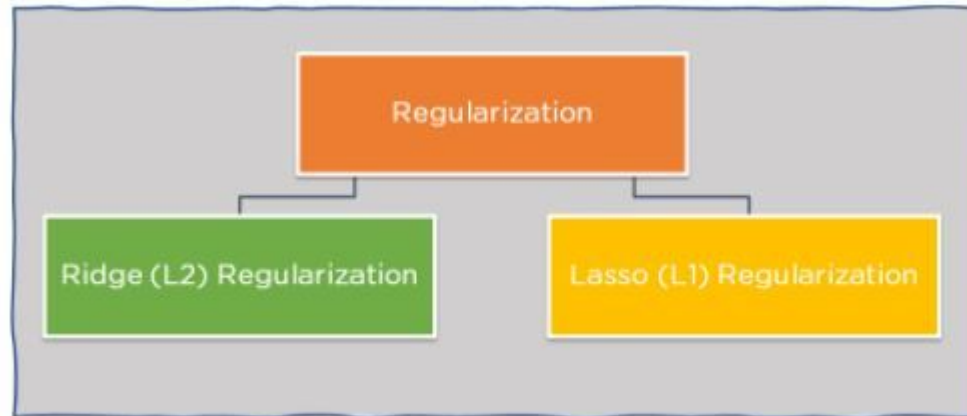 Regularization
Ridge (L2) Regularization
Lasso (L1) Regularization